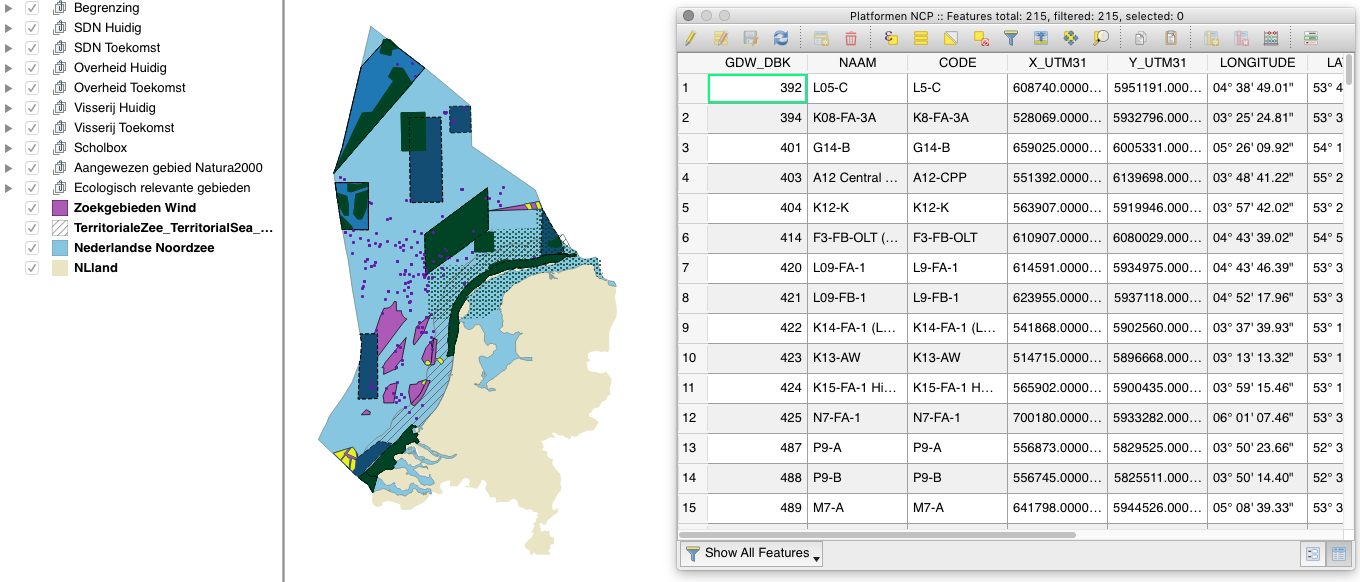 Begrenzing
SDN Huidig
SDN Toekomst
Overheid Huidig
Overheid Toekomst
Visserij Huidig
Visserij Toekomst
Scholbox
Aangewezen gebied Natura2000
Ecologisch relevante gebieden
Zoekgebieden Wind
TerritorialeZee_TerritorialSea_...
Nederlandse Noordzee
NLland
Platformen NCP :: Features total: 215, filtered: 215, selected: 0
GDW_DBK NAAM CODE X_UTM31 Y_UTM31 LONGITUDE LA
1 392 L05-C L5-C 608740.0000... 5951191.000... 04° 38' 49.01" 53° 4
2 394 K08-FA-3A K8-FA-3A 528069.0000... 5932796.000... 03° 25' 24.81" 53° 3
3 401 G14-B G14-B 659025.0000... 6005331.000... 05° 26' 09.92" 54° 1
4 403 A12 Central ... A12-CPP 551392.0000... 6139698.000... 03° 48' 41.22" 55° 2
5 404 K12-K K12-K 563907.0000... 5919946.000... 03° 57' 42.02" 53° 2
6 414 F3-FB-OLT (... F3-FB-OLT 610907.0000... 6080029.000... 04° 43' 39.02" 54° 5
7 420 L09-FA-1 L9-FA-1 614591.0000... 5934975.000... 04° 43' 46.39" 53° 3
8 421 L09-FB-1 L9-FB-1 623955.0000... 5937118.000... 04° 52' 17.96" 53° 3
9 422 K14-FA-1 (L... K14-FA-1 (L... 541868.0000... 5902560.000... 03° 37' 39.93" 53° 1
10 423 K13-AW K13-AW 514715.0000... 5896668.000... 03° 13' 13.32" 53° 1
11 424 K15-FA-1 Hi... K15-FA-1 H... 565902.0000... 5900435.000... 03° 59' 15.46" 53° 1
12 425 N7-FA-1 N7-FA-1 700180.0000... 5933282.000... 06° 01' 07.46" 53° 3
13 487 P9-A P9-A 556873.0000... 5829525.000... 03° 50' 23.66" 52° 3
14 488 P9-B P9-B 556745.0000... 5825511.000... 03° 50' 14.40" 52° 3
15 489 M7-A M7-A 641798.0000... 5944526.000... 05° 08' 39.33" 53° 3
Show All Features